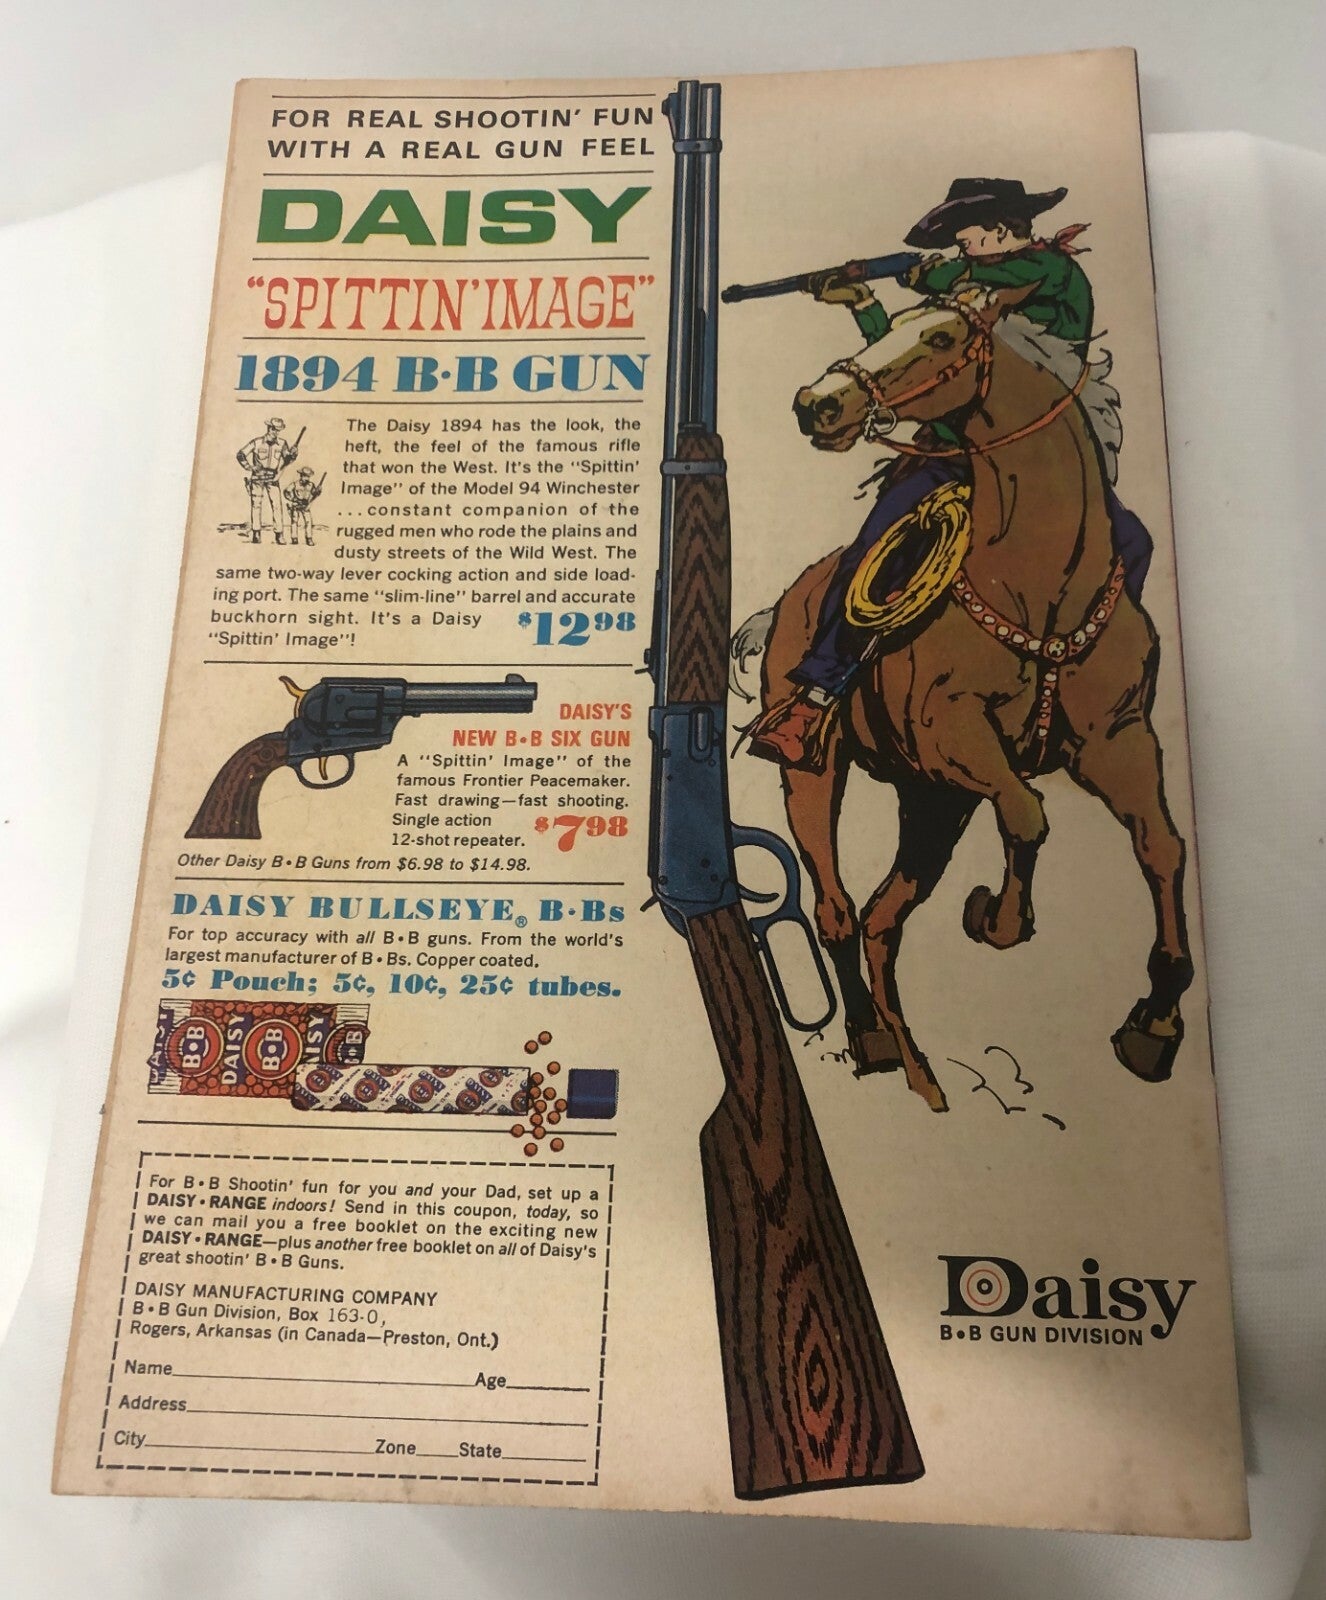 FOR REAL SHOOTIN' FUN
WITH A REAL GUN FEEL
DAISY
"SPITTIN' IMAGE"
1894 B•B GUN
The Daisy 1894 has the look, the
heft, the feel of the famous rifle
that won the West. It's the "Spittin'
Image" of the Model 94 Winchester
...constant companion of the
rugged men who rode the plains and
dusty streets of the Wild West. The
same two-way lever cocking action and side load-
ing port. The same "slim-line" barrel and accurate
buckhorn sight. It's a Daisy
"Spittin' Image"!
$12 98
DAISY'S
NEW B•B SIX GUN
A "Spittin' Image" of the
famous Frontier Peacemaker.
Fast drawing—fast shooting.
Single action
12-shot repeater.
$7 98
Other Daisy B•B Guns from $6.98 to $14.98.
DAISY BULLSEYE® B•Bs
For top accuracy with all B•B guns. From the world's
largest manufacturer of B•Bs. Copper coated.
5¢ Pouch; 5¢, 10¢, 25¢ tubes.
B•B DAISY B•B
DAISY
For B•B Shootin' fun for you and your Dad, set up a
DAISY•RANGE indoors! Send in this coupon, today, so
we can mail you a free booklet on the exciting new
DAISY•RANGE—plus another free booklet on all of Daisy's
great shootin' B•B Guns.
DAISY MANUFACTURING COMPANY
B•B Gun Division, Box 163-O,
Rogers, Arkansas (in Canada—Preston, Ont.)
Name Age
Address
City Zone State
Daisy
B•B GUN DIVISION